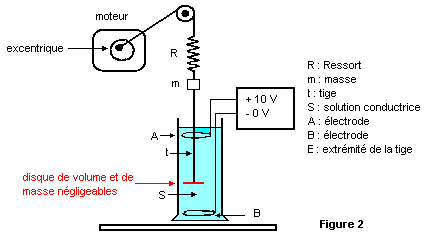 moteur
excentrique
R
m
+ 10 V
- 0 V
A
t
disque de volume et de
masse négligeables
S
B
R : Ressort
m : masse
t : tige
S : solution conductrice
A : électrode
B : électrode
E : extrémité de la tige
Figure 2